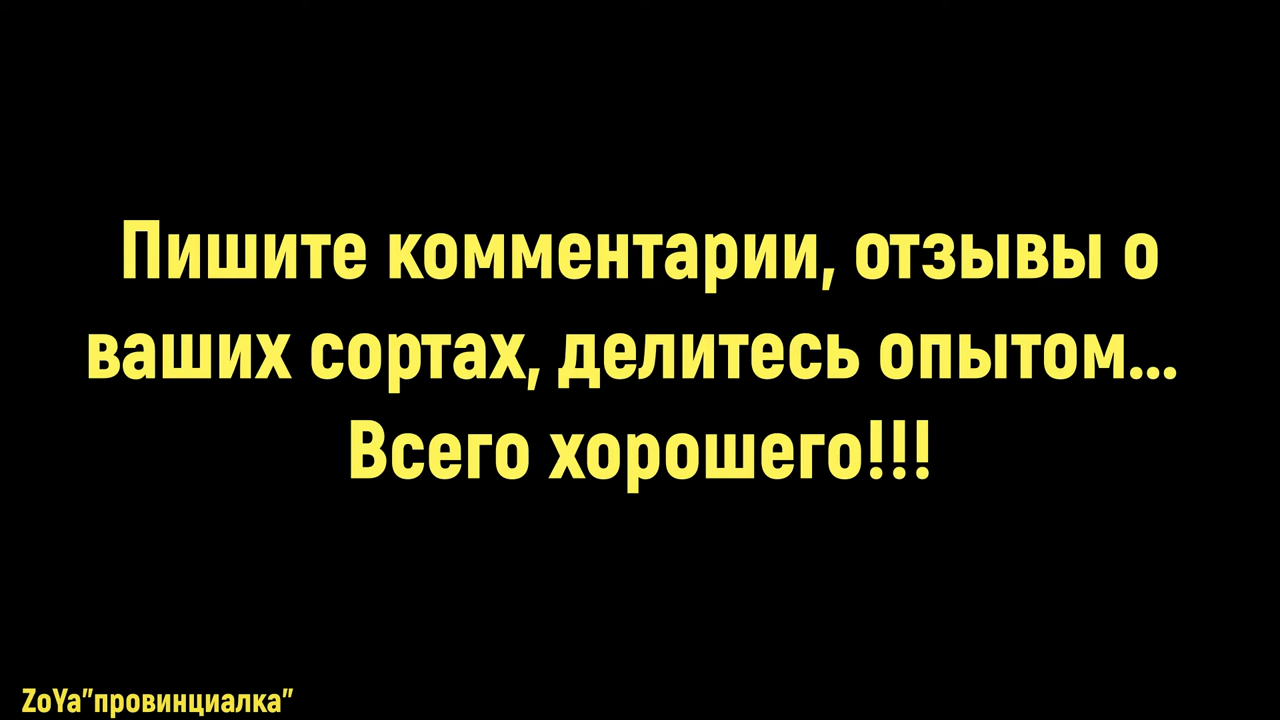 Пишите комментарии, отзывы о
ваших сортах, делитесь опытом...
Всего хорошего!!!
ZoYa"провинциалка"